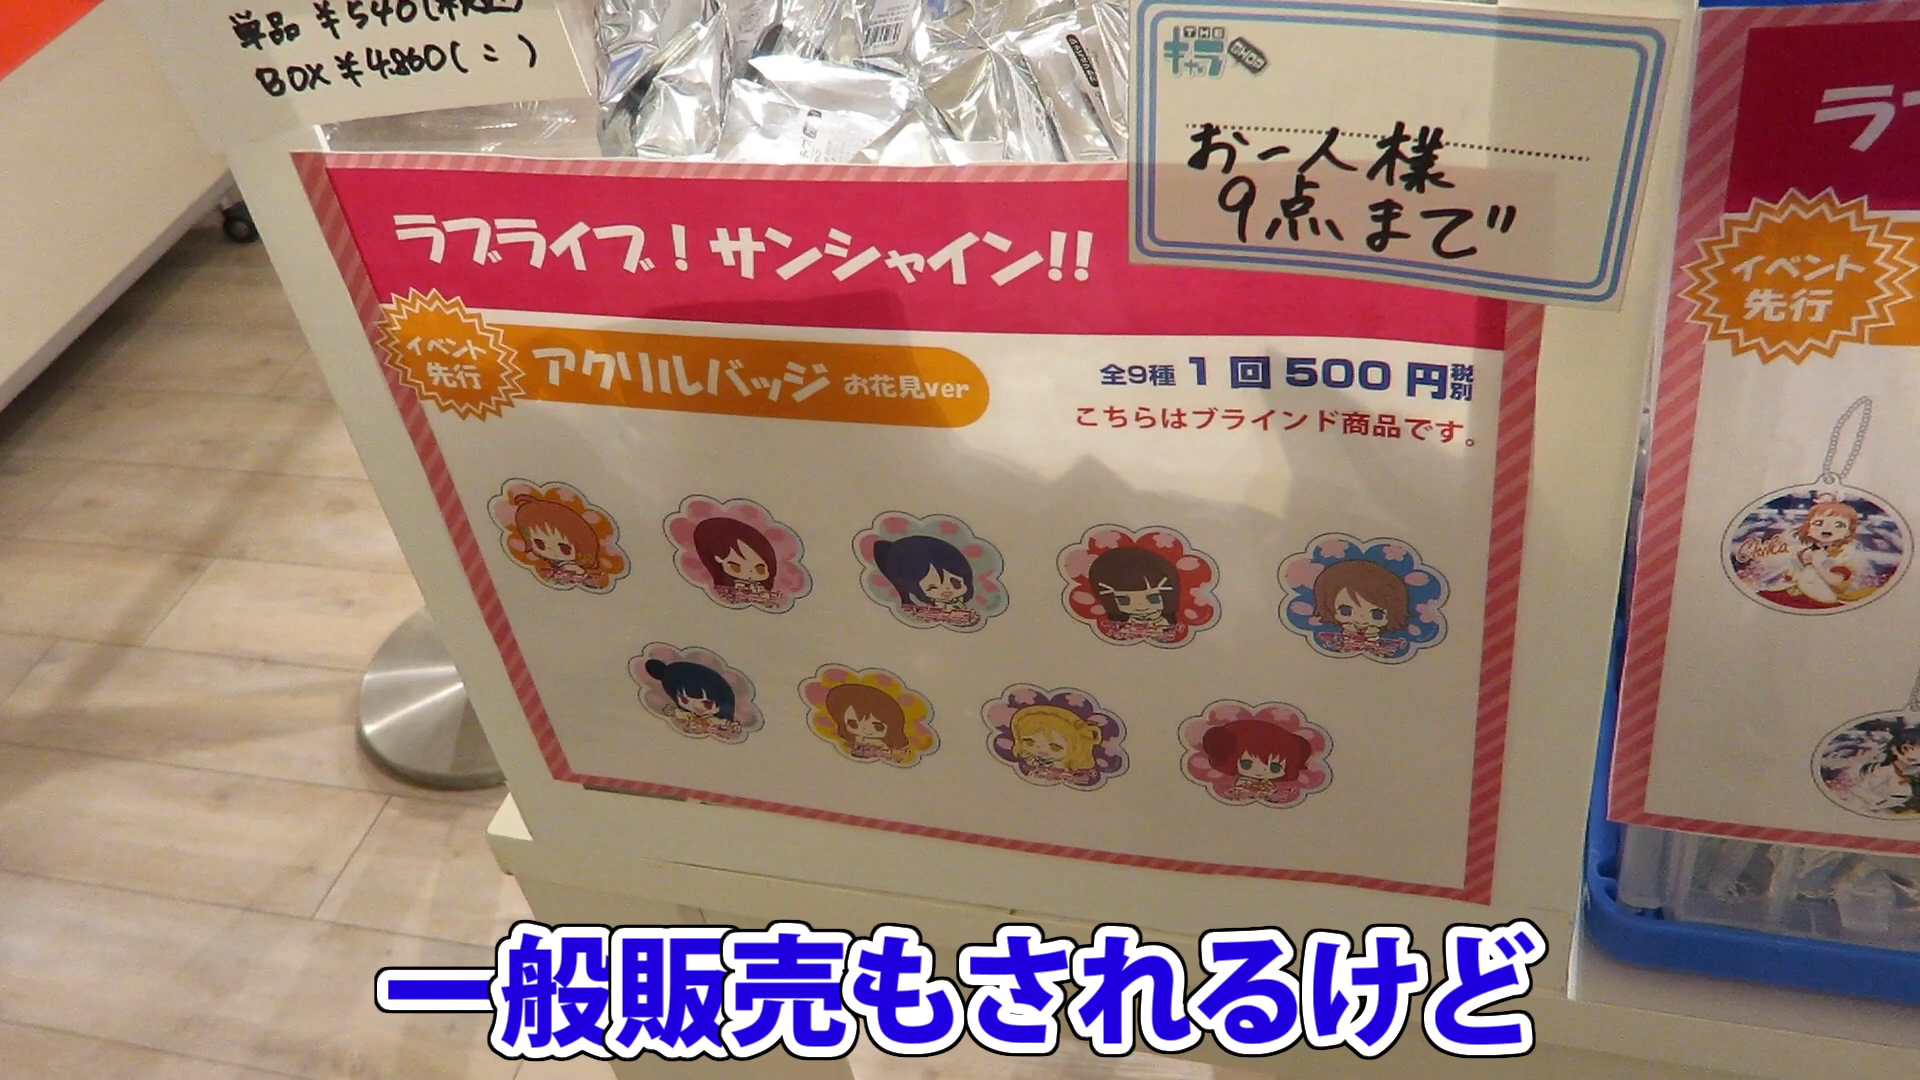 単品 ¥540(税込)
BOX ¥4860( 〃 )
THE キャラ SHOP
お一人様
9点まで
ラブライブ！サンシャイン!!
イベント
先行
アクリルバッジ お花見ver
全9種 1回500円税別
こちらはブラインド商品です。
ラブ
イベント
先行
Chika
一般販売もされるけど